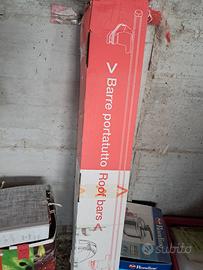 > Barre portatutto
Roof bars <
subito